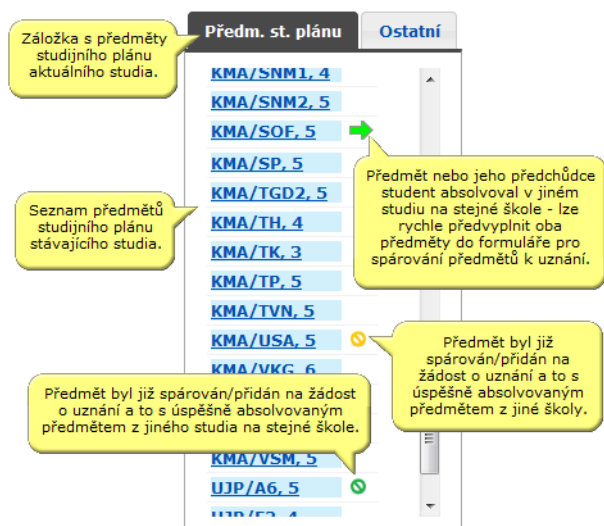 Předm. st. plánu
Ostatní
Záložka s předměty
studijního plánu
aktuálního studia.
KMA/SNM1, 4
KMA/SNM2, 5
KMA/SOF, 5
KMA/SP, 5
Předmět nebo jeho předchůdce
student absolvoval v jiném
studiu na stejné škole - lze
rychle předvyplnit oba
předměty do formuláře pro
spárování předmětů k uznání.
KMA/TGD2, 5
Seznam předmětů
studijního plánu
stávajícího studia.
KMA/TH, 4
KMA/TK, 3
KMA/TP, 5
KMA/TVN, 5
KMA/USA, 5
Předmět byl již
spárován/přidán na
žádost o uznání a to s
úspěšně absolvovaným
předmětem z jiné školy.
KMA/VKG, 6
Předmět byl již spárován/přidán na žádost
o uznání a to s úspěšně absolvovaným
předmětem z jiného studia na stejné škole.
KMA/VSM, 5
UJP/A6, 5